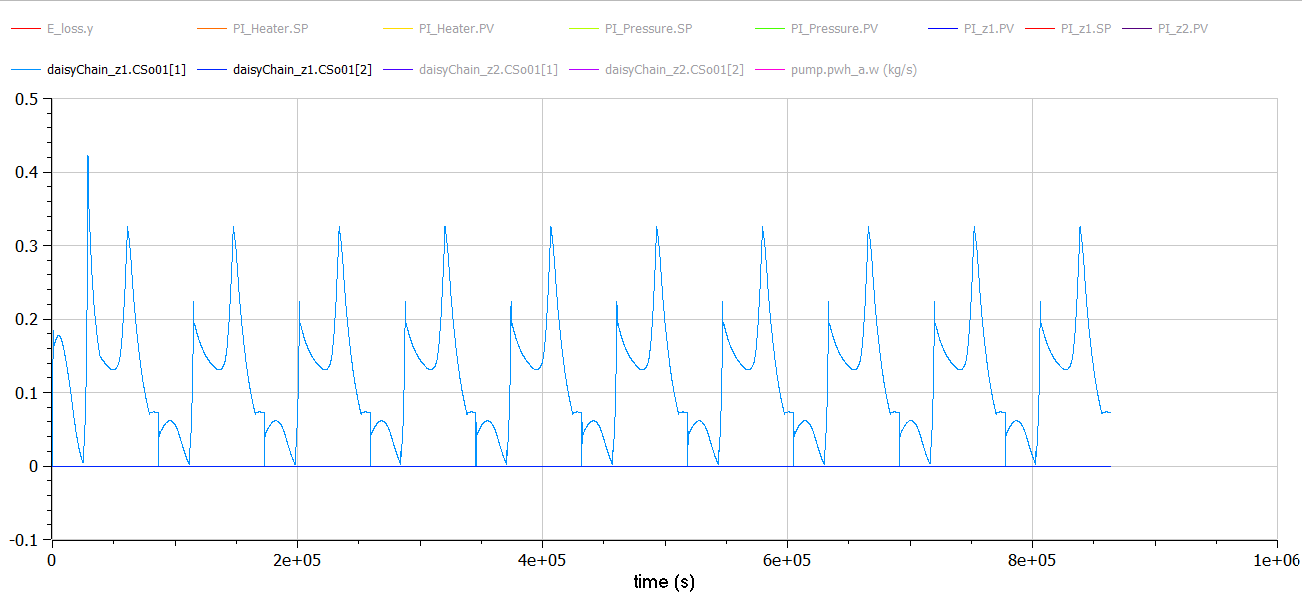 E_loss.y PI_Heater.SP PI_Heater.PV PI_Pressure.SP PI_Pressure.PV PI_z1.PV PI_z1.SP PI_z2.PV
daisyChain_z1.CSo01[1] daisyChain_z1.CSo01[2] daisyChain_z2.CSo01[1] daisyChain_z2.CSo01[2] pump.pwh_a.w (kg/s)
0.5
0.4
0.3
0.2
0.1
0
-0.1
0 2e+05 4e+05 6e+05 8e+05 1e+06
time (s)